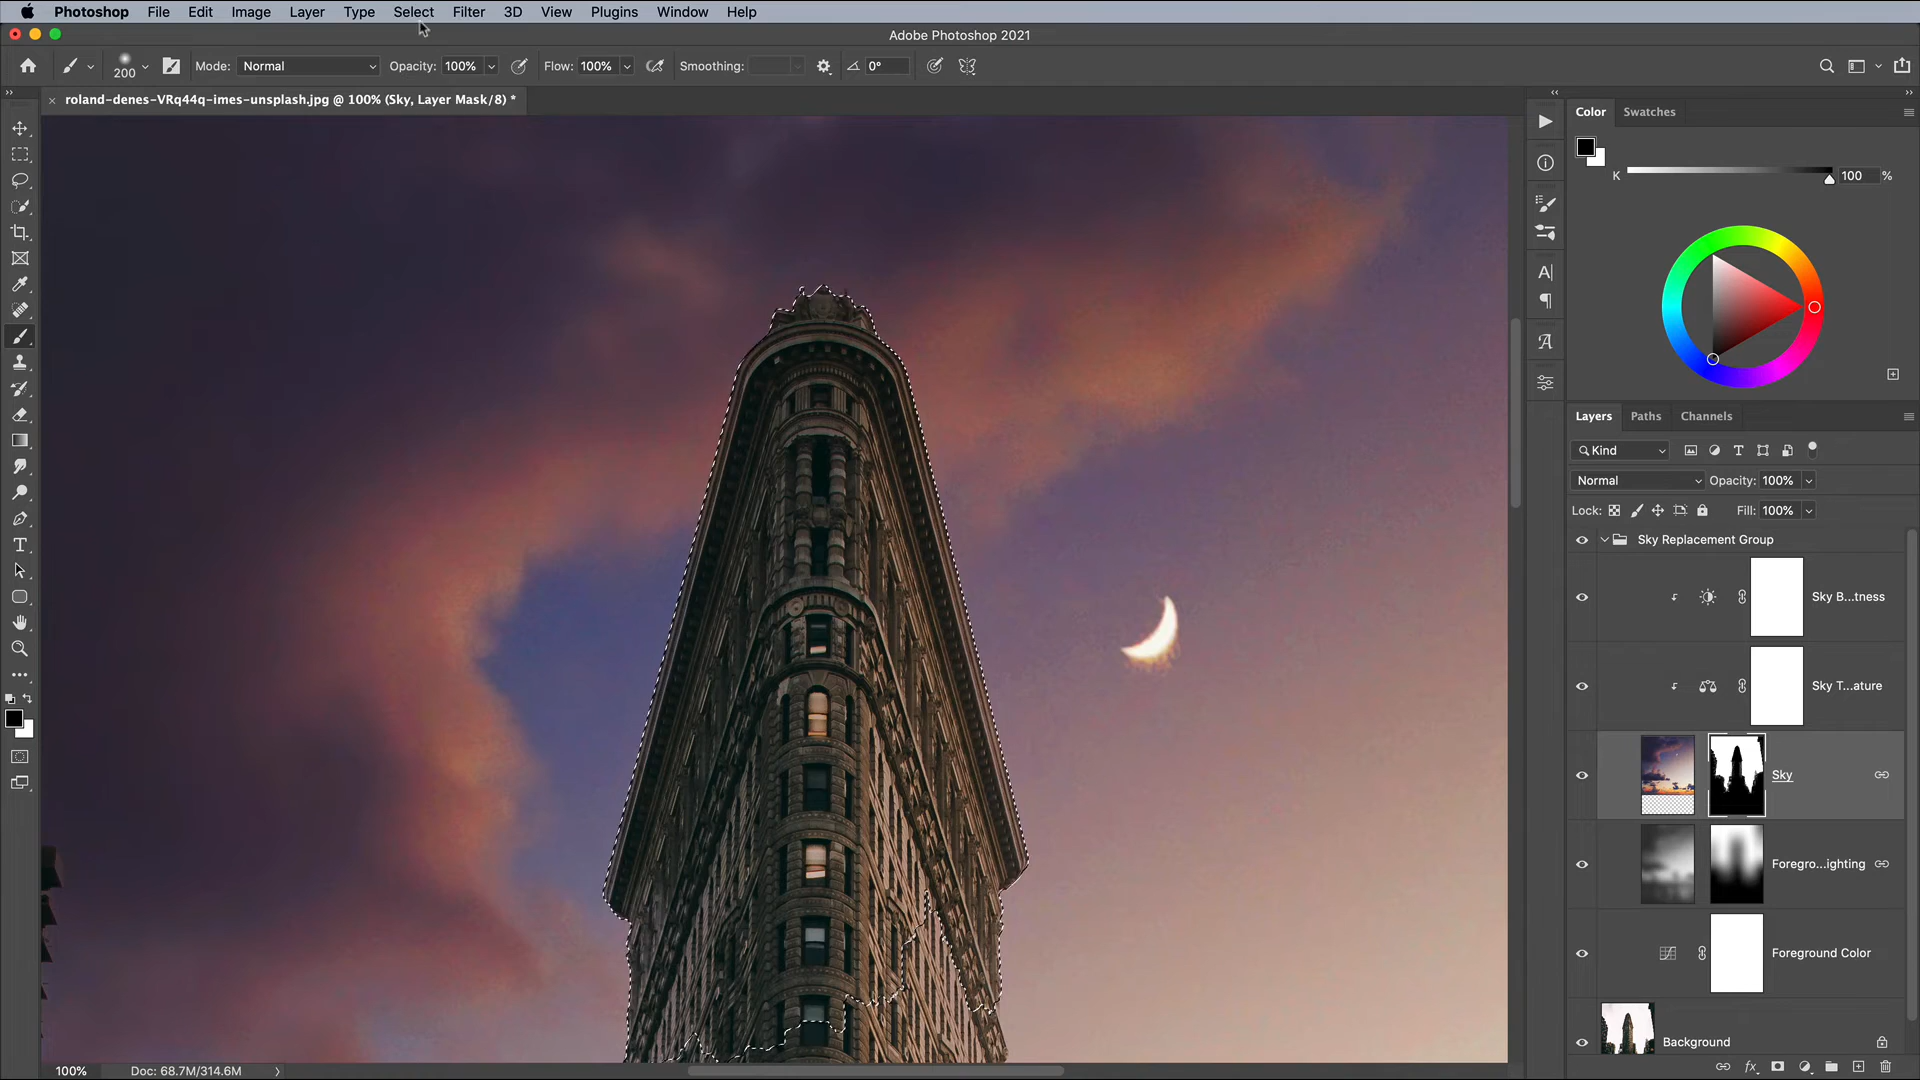 Photoshop File Edit Image Layer Type Select Filter 3D View Plugins Window Help
Adobe Photoshop 2021
200 Mode: Normal Opacity: 100% Flow: 100% Smoothing: 0°
roland-denes-VRq44q-imes-unsplash.jpg @ 100% (Sky, Layer Mask/8) *
Color Swatches
K 100 %
Layers Paths Channels
Kind
Normal Opacity: 100%
Lock: Fill: 100%
Sky Replacement Group
Sky B...tness
Sky T...ature
Sky
Foregro...ighting
Foreground Color
Background
100% Doc: 68.7M/314.6M